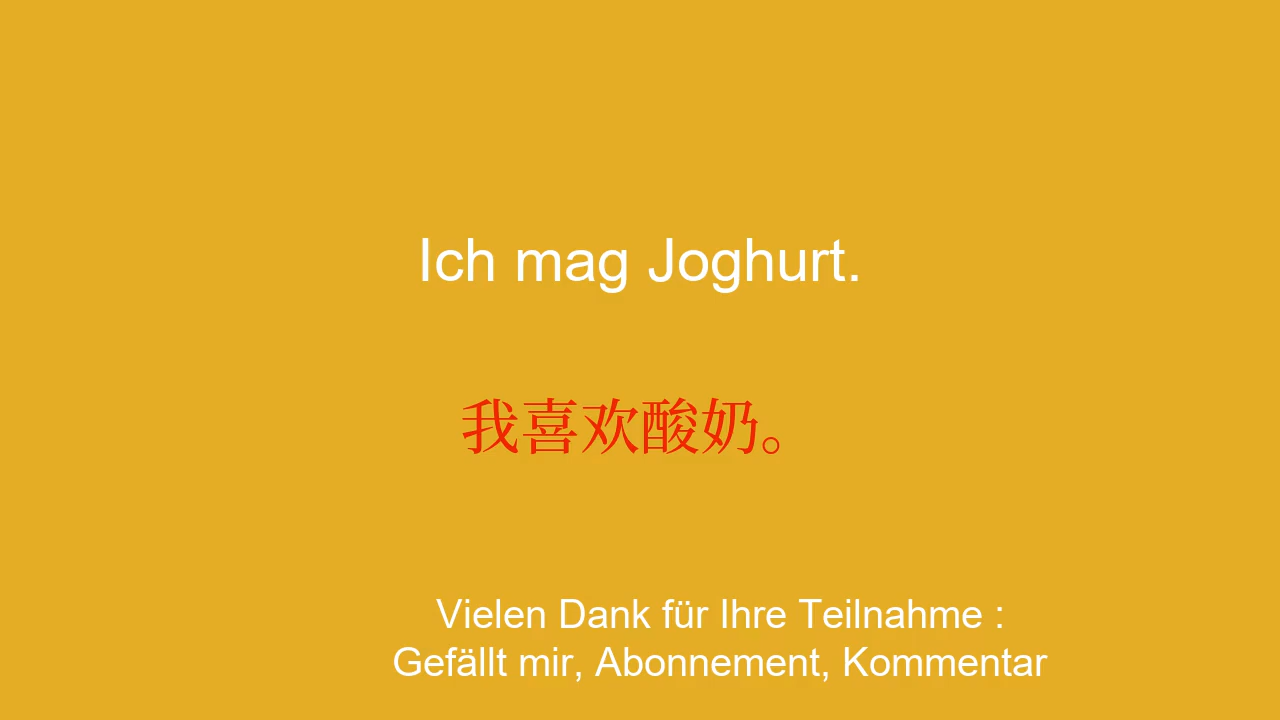 Ich mag Joghurt.
我喜欢酸奶。
Vielen Dank für Ihre Teilnahme :
Gefällt mir, Abonnement, Kommentar